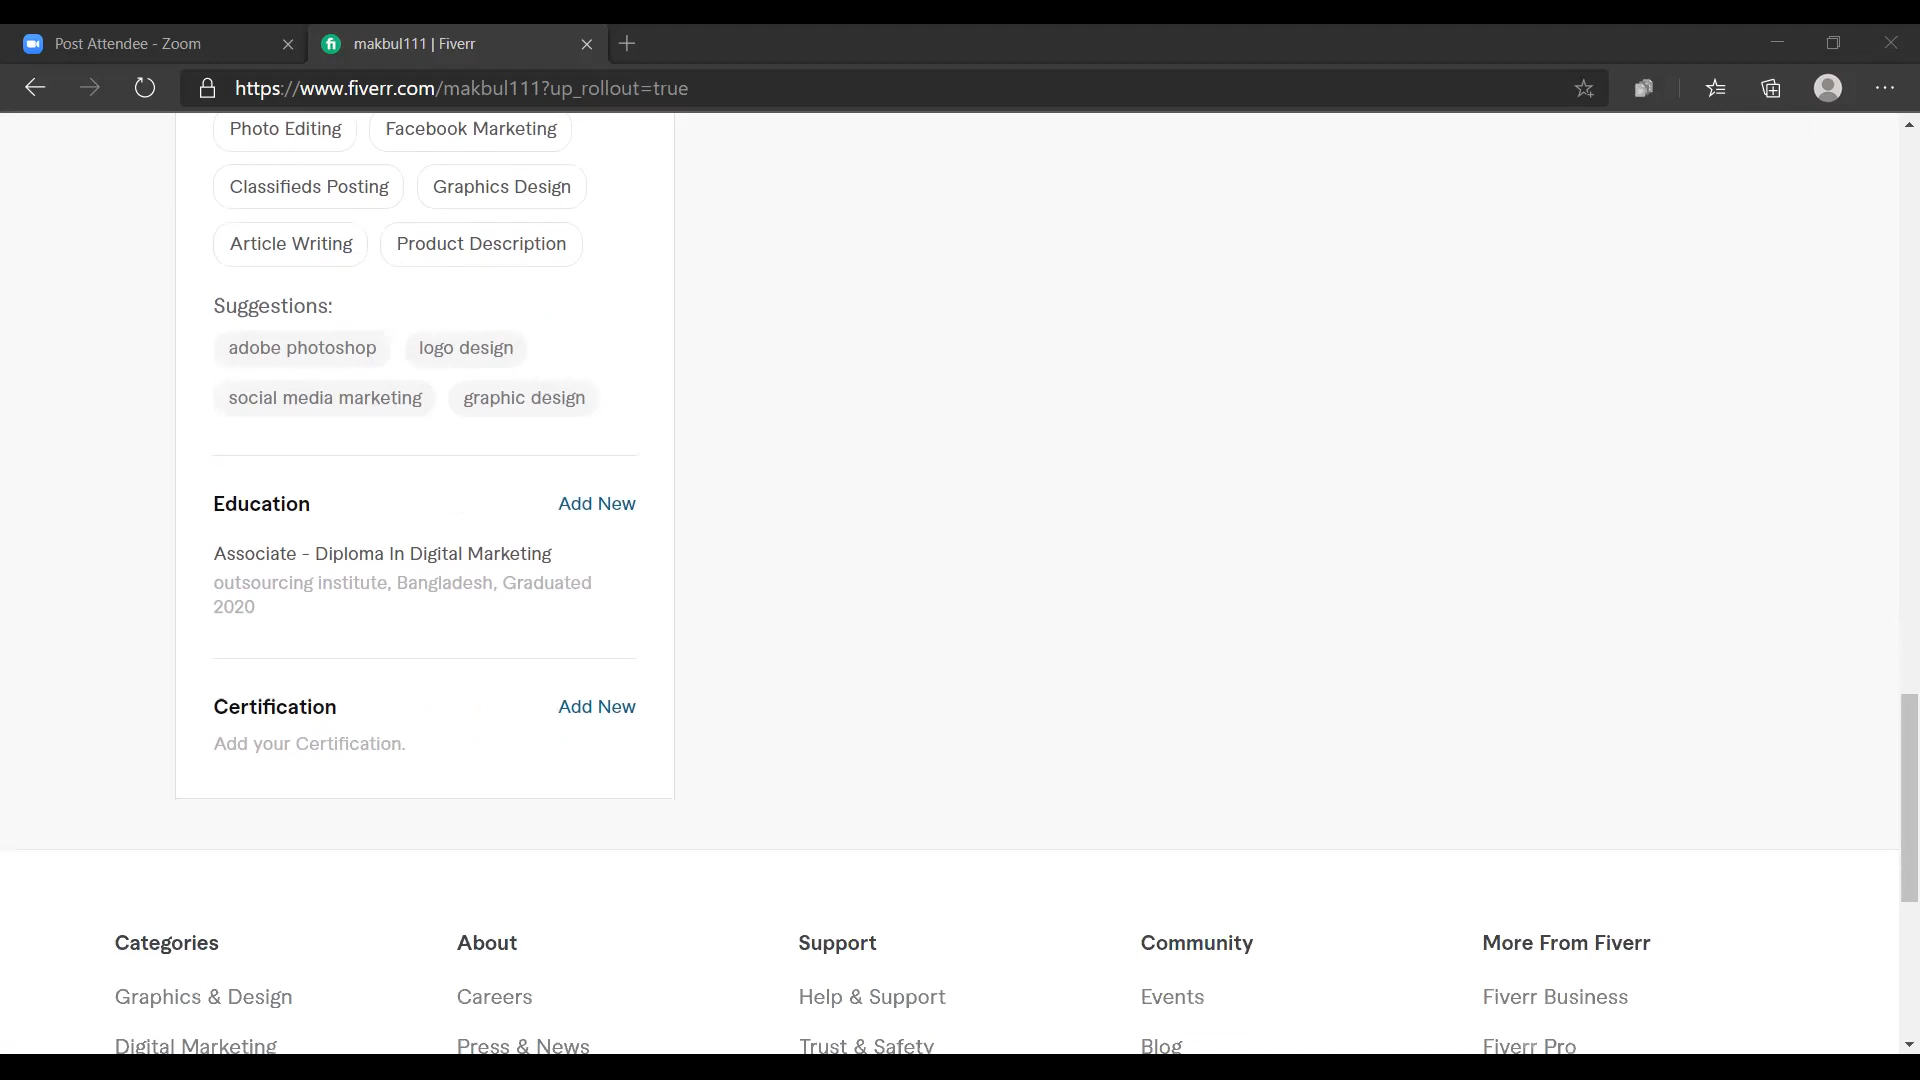 Post Attendee - Zoom
makbul111 | Fiverr
https://www.fiverr.com/makbul111?up_rollout=true
Photo Editing
Facebook Marketing
Classifieds Posting
Graphics Design
Article Writing
Product Description
Suggestions:
adobe photoshop
logo design
social media marketing
graphic design
Education
Add New
Associate - Diploma In Digital Marketing
outsourcing institute, Bangladesh, Graduated
2020
Certification
Add New
Add your Certification.
Categories
About
Support
Community
More From Fiverr
Graphics & Design
Careers
Help & Support
Events
Fiverr Business
Digital Marketing
Press & News
Trust & Safety
Blog
Fiverr Pro